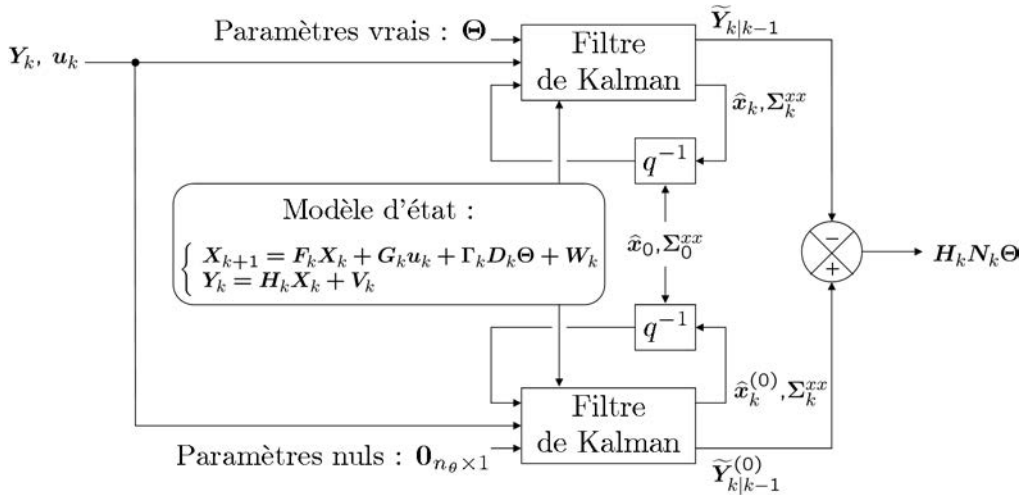 Paramètres vrais : Θ
Y_k, u_k
Filtre
de Kalman
Ỹ_{k|k−1}
x̂_k, Σ_k^{xx}
q^{−1}
Modèle d'état :
X_{k+1} = F_k X_k + G_k u_k + Γ_k D_k Θ + W_k
Y_k = H_k X_k + V_k
x̂_0, Σ_0^{xx}
−
+
H_k N_k Θ
q^{−1}
x̂_k^{(0)}, Σ_k^{xx}
Filtre
de Kalman
Paramètres nuls : 0_{n_θ×1}
Ỹ_{k|k−1}^{(0)}